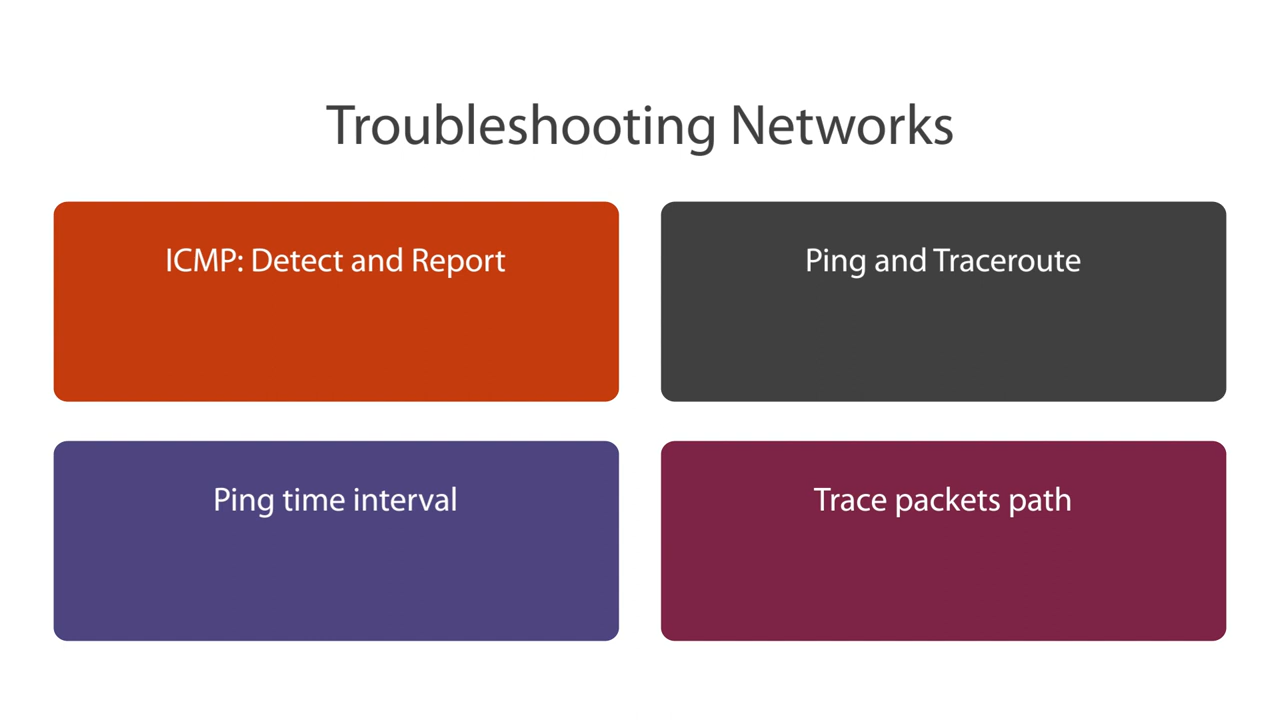 Troubleshooting Networks
ICMP: Detect and Report
Ping and Traceroute
Ping time interval
Trace packets path